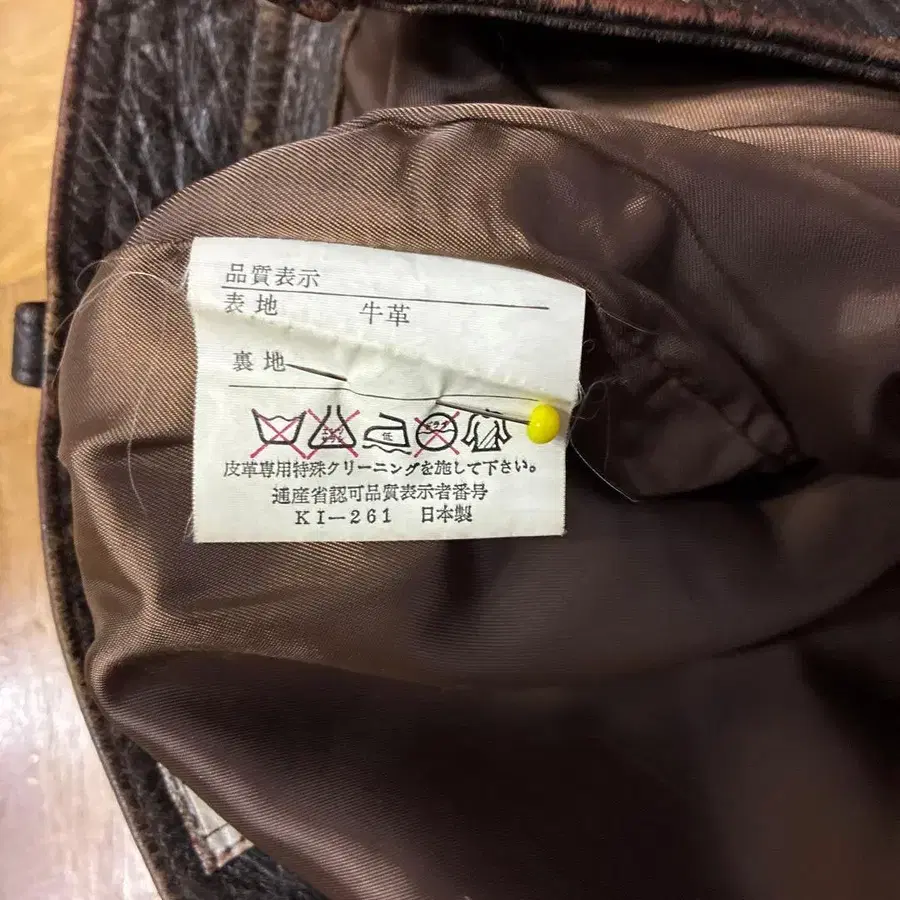 品質表示
表地 牛革
裏地
低
皮革専用特殊クリーニングを施して下さい。
通産省認可品質表示者番号
KI-261 日本製